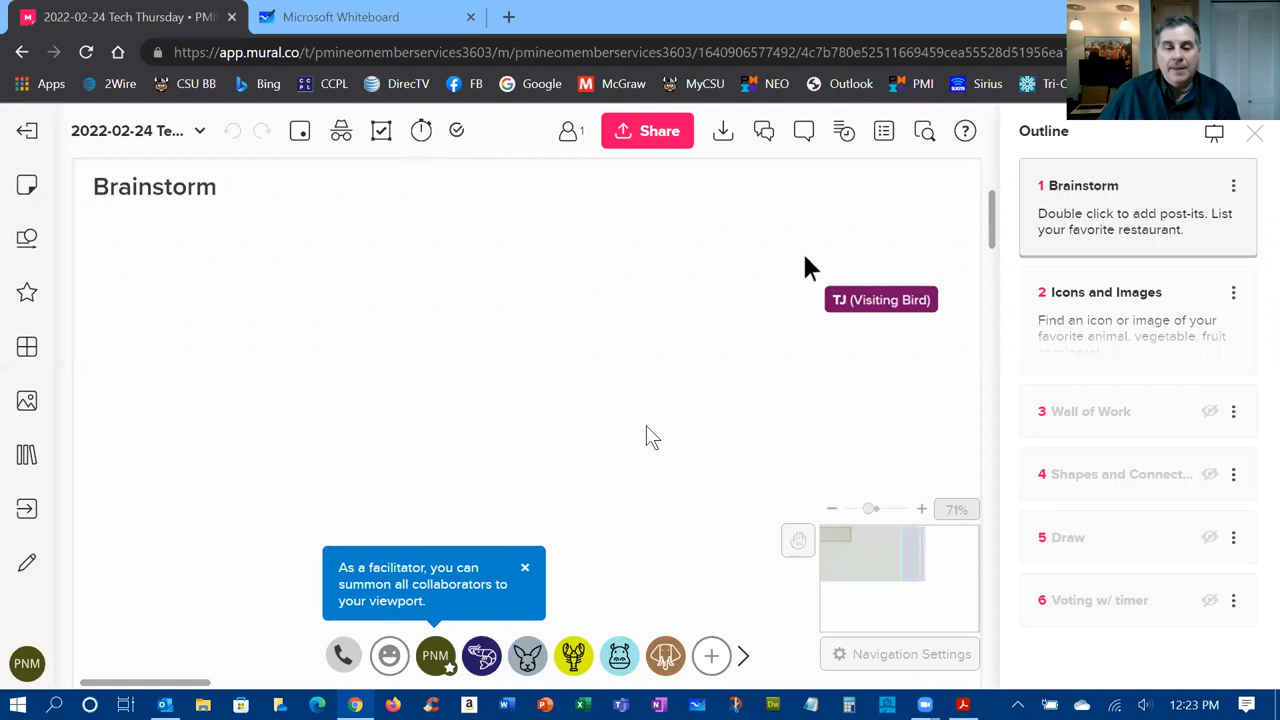 2022-02-24 Tech Thursday • PMI
Microsoft Whiteboard
https://app.mural.co/t/pmineomemberservices3603/m/pmineomemberservices3603/1640906577492/4c7b780e52511669459cea55528d51956ea1
Apps 2Wire CSU BB Bing CCPL DirecTV FB Google McGraw MyCSU NEO Outlook PMI Sirius Tri-C
2022-02-24 Te...
1
Share
Outline
Brainstorm
1 Brainstorm
Double click to add post-its. List
your favorite restaurant.
TJ (Visiting Bird)
2 Icons and Images
Find an icon or image of your
favorite animal, vegetable, fruit
or mineral
3 Wall of Work
4 Shapes and Connect...
5 Draw
6 Voting w/ timer
71%
As a facilitator, you can
summon all collaborators to
your viewport.
PNM
PNM
Navigation Settings
12:23 PM